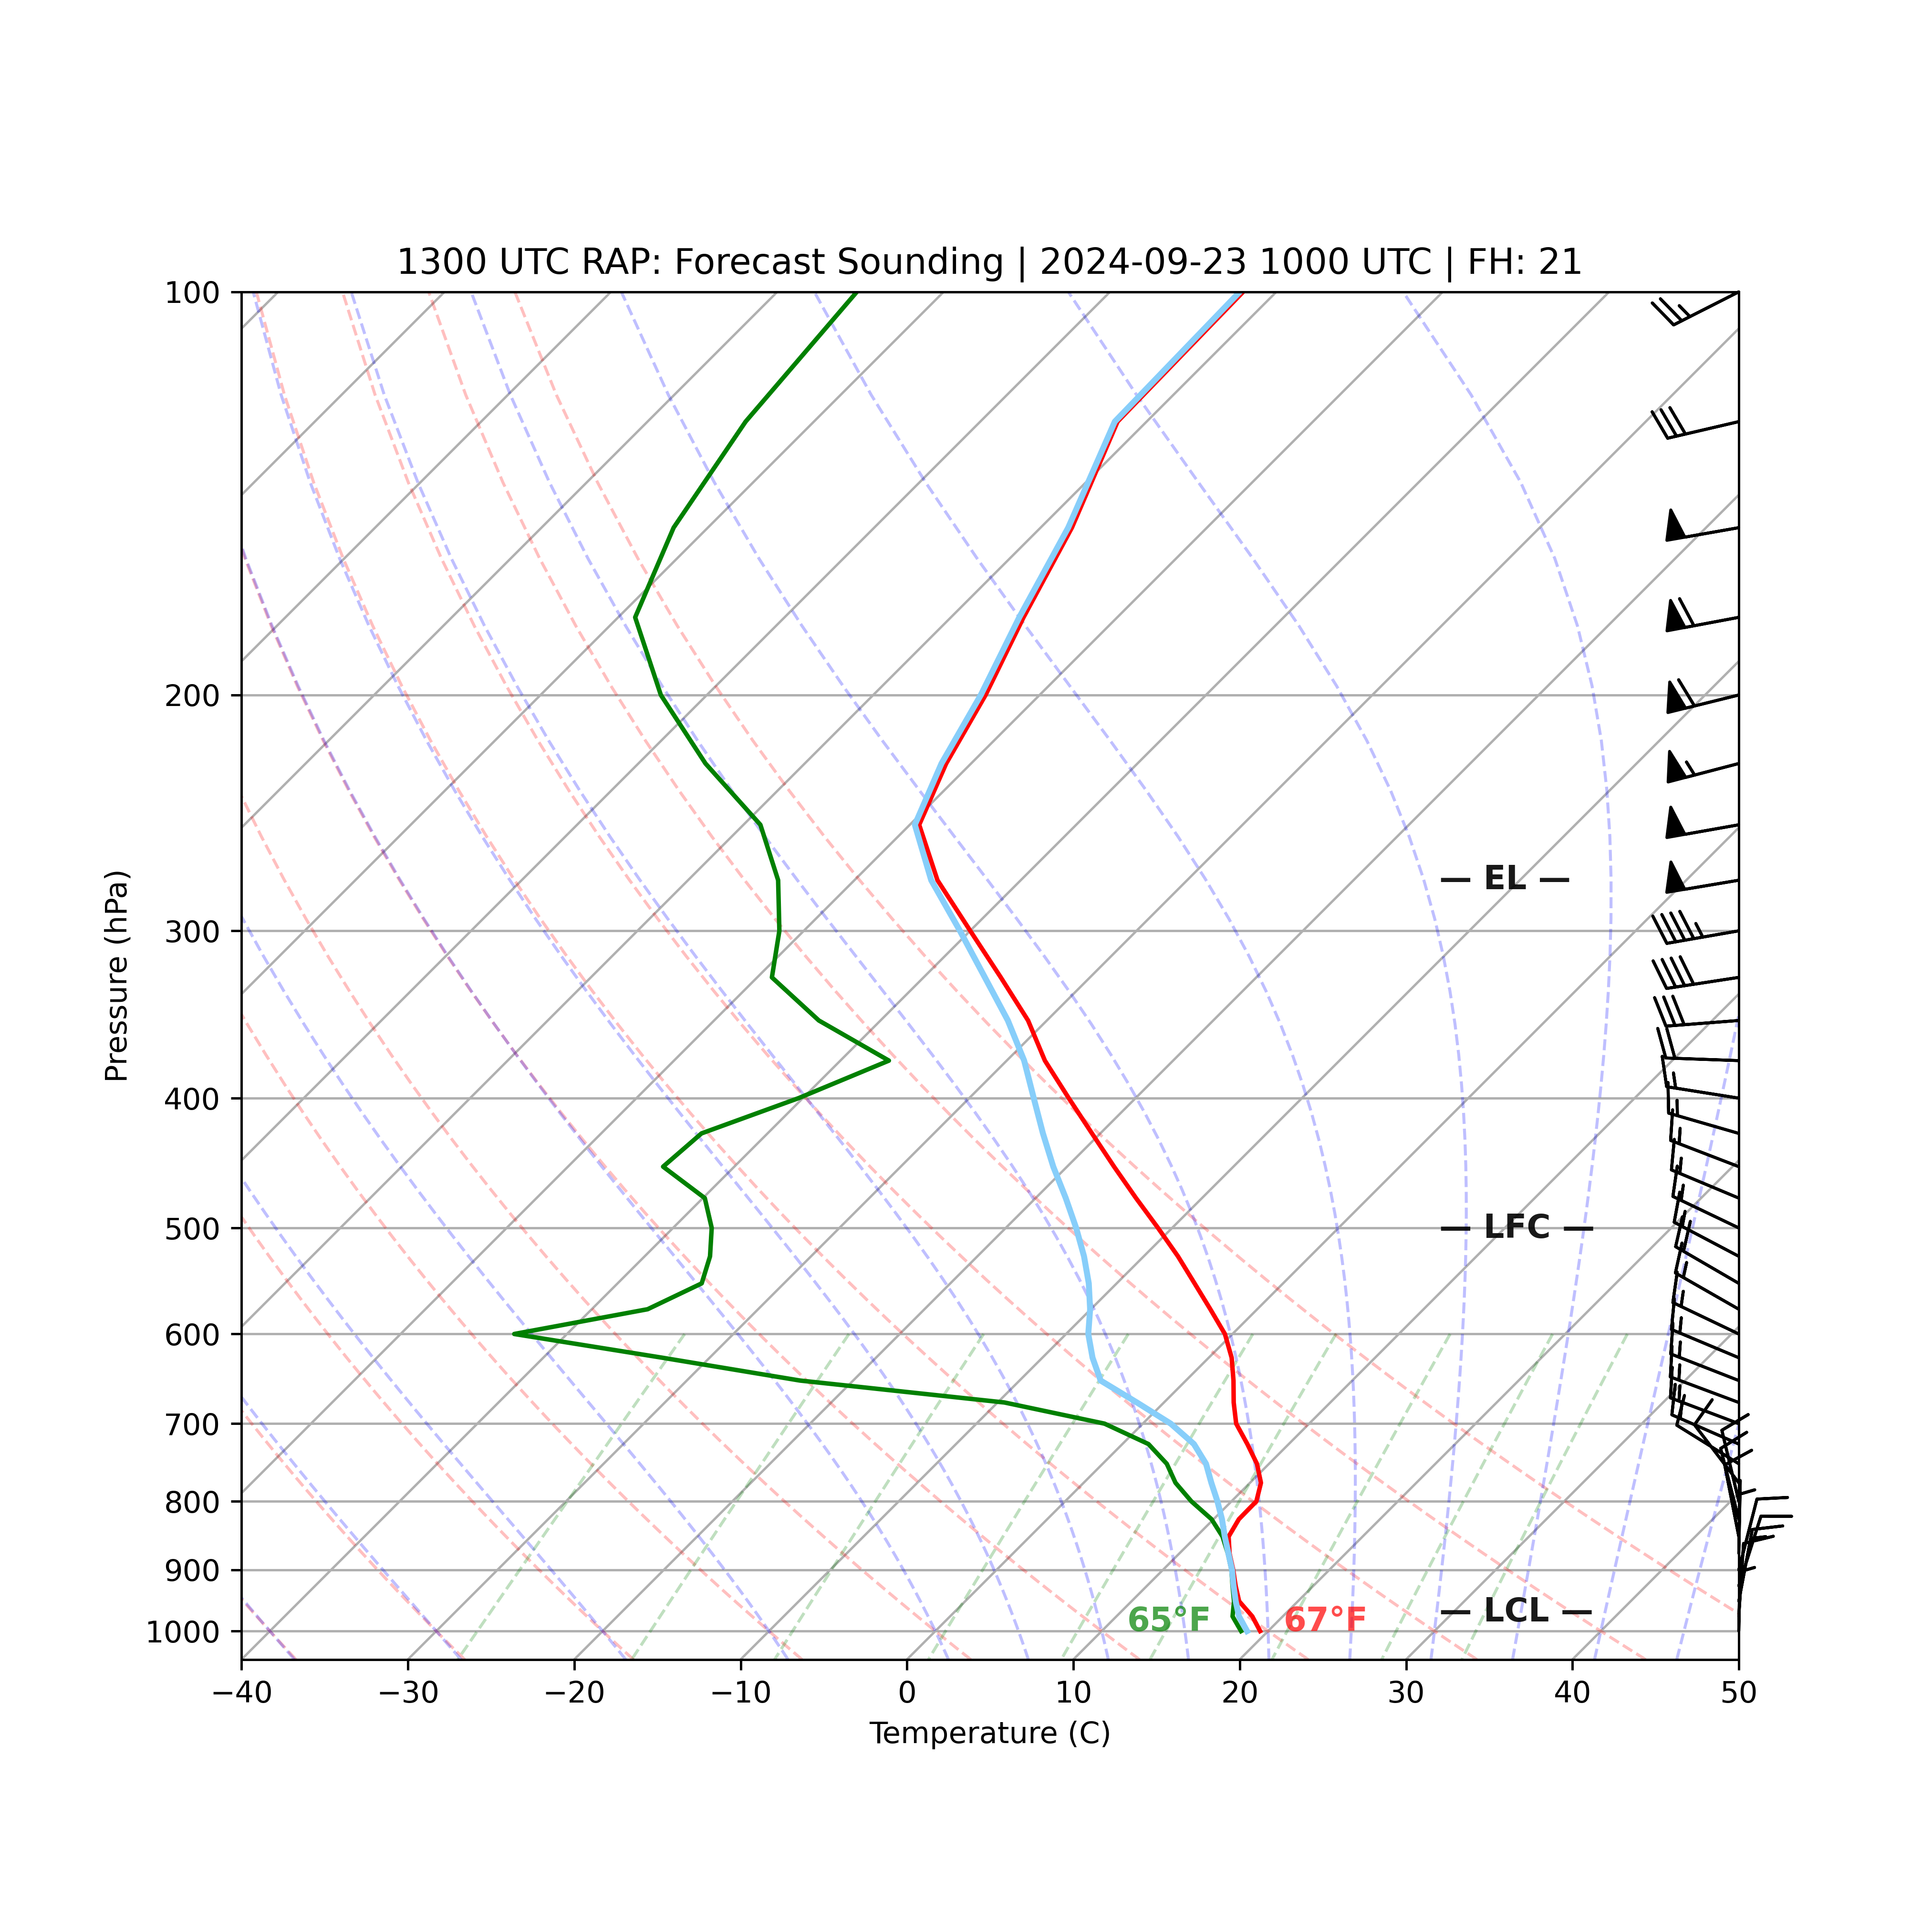 1300 UTC RAP: Forecast Sounding | 2024-09-23 1000 UTC | FH: 21
100
200
300
400
500
600
700
800
900
1000
Pressure (hPa)
— EL —
— LFC —
— LCL —
65°F
67°F
−40 −30 −20 −10 0 10 20 30 40 50
Temperature (C)